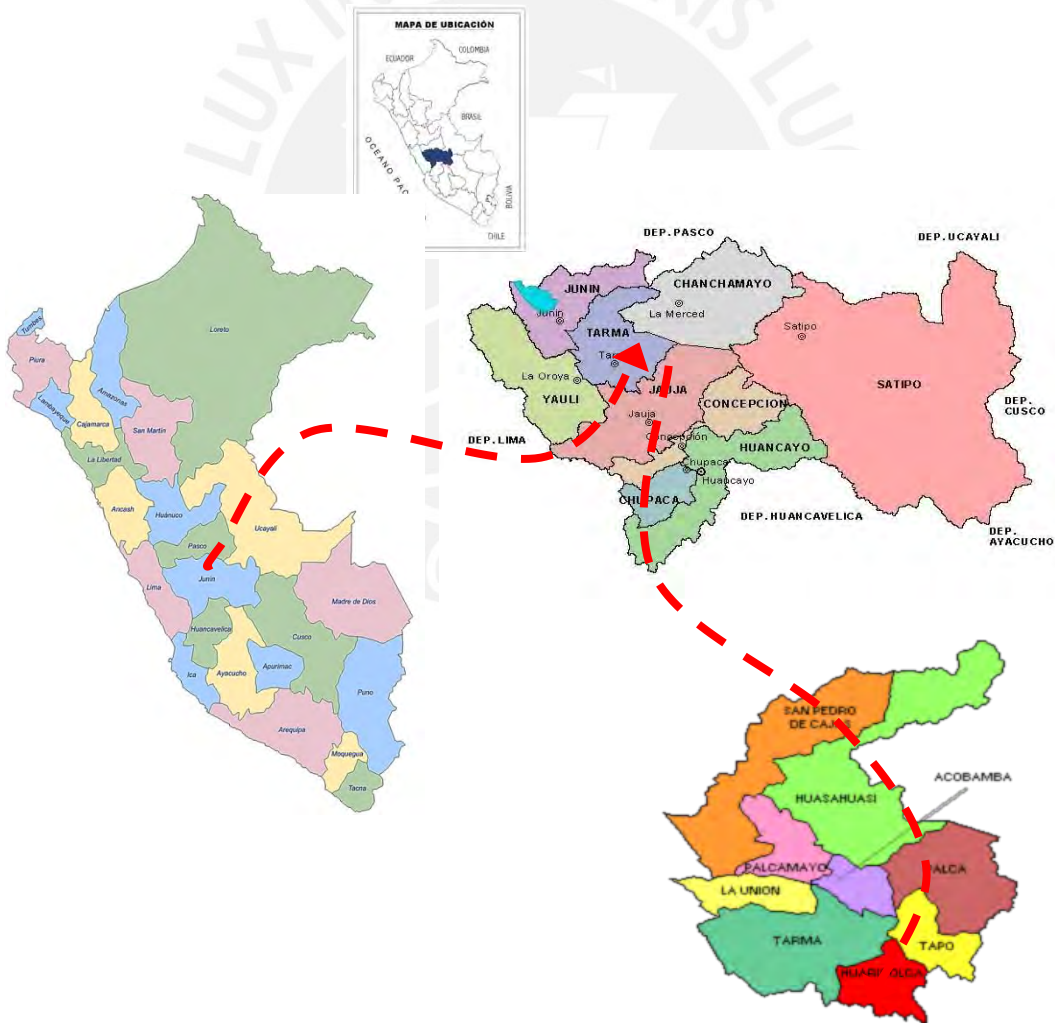 MAPA DE UBICACIÓN
ECUADOR
COLOMBIA
BRASIL
OCEANO PAC
BOLIVIA
CHILE
Tumbes
Piura
Lambayeque
Cajamarca
Amazonas
San Martín
Loreto
La Libertad
Ancash
Huánuco
Ucayali
Pasco
Lima
Junín
Madre de Dios
Huancavelica
Cusco
Ica
Ayacucho
Apurimac
Puno
Arequipa
Moquegua
Tacna
DEP.PASCO
DEP.UCAYALI
JUNIN
Junin
CHANCHAMAYO
La Merced
TARMA
Satipo
La Oroya
YAULI
JAUJA
Jauja
CONCEPCION
Concepción
SATIPO
DEP.
CUSCO
DEP.LIMA
HUANCAYO
Chupaca
Huancayo
CHUPACA
DEP.HUANCAVELICA
DEP.
AYACUCHO
SAN PEDRO
DE CAJAS
HUASAHUASI
ACOBAMBA
PALCAMAYO
PALCA
LA UNION
TARMA
TAPO
LUX